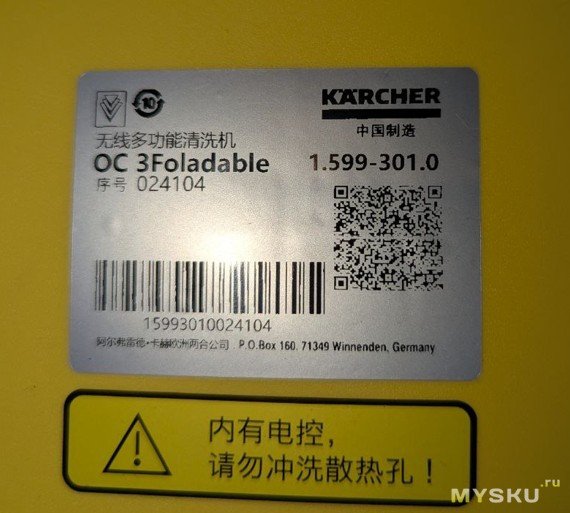 10
KÄRCHER
中国制造
无线多功能清洗机
OC 3Foladable
1.599-301.0
序号 024104
15993010024104
阿尔弗雷德·卡赫欧洲两合公司 P.O.Box 160, 71349 Winnenden, Germany
内有电控，
请勿冲洗散热孔！
MYSKU.ru